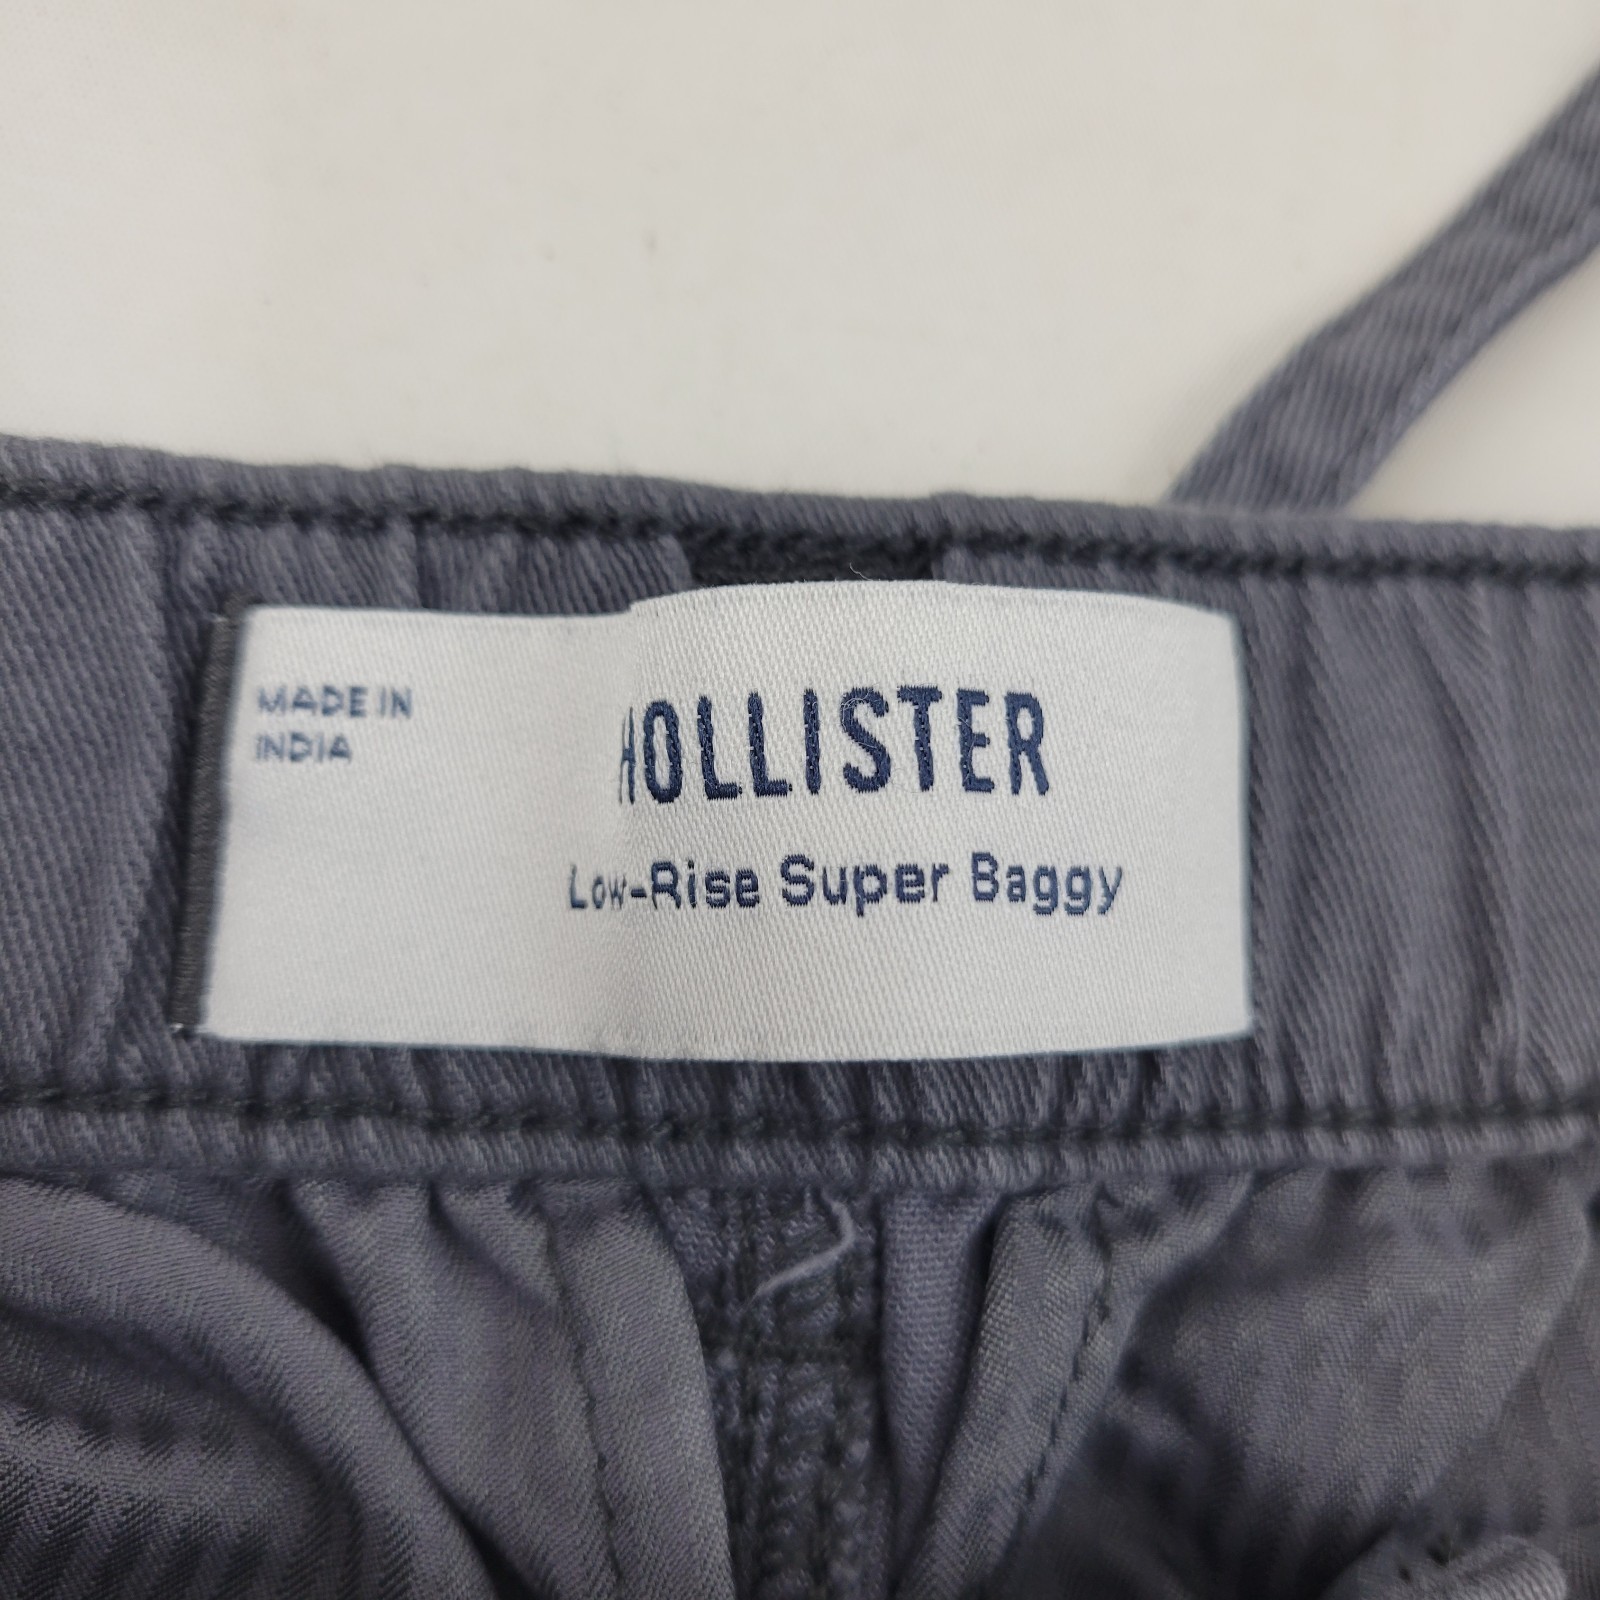 MADE IN
INDIA
HOLLISTER
Low-Rise Super Baggy